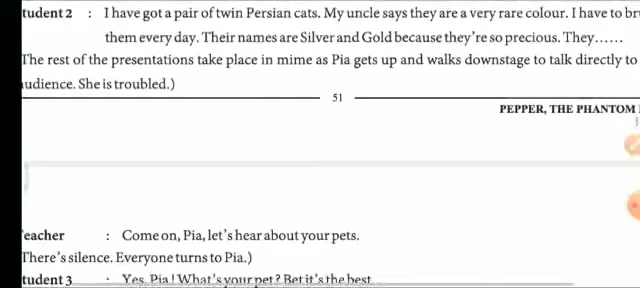 tudent 2 : I have got a pair of twin Persian cats. My uncle says they are a very rare colour. I have to br
them every day. Their names are Silver and Gold because they're so precious. They......
The rest of the presentations take place in mime as Pia gets up and walks downstage to talk directly to
udience. She is troubled.)
51
PEPPER, THE PHANTOM
eacher : Come on, Pia, let's hear about your pets.
There's silence. Everyone turns to Pia.)
tudent 3 : Yes, Pia! What's your pet? Bet it's the best